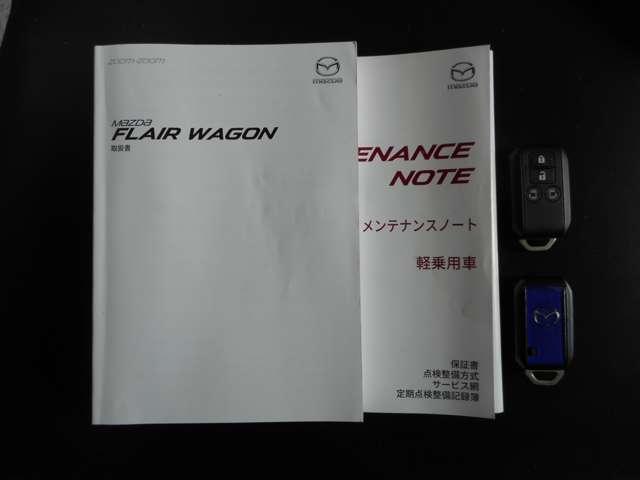 zoom-zoom
mazda
mazda
FLAIR WAGON
取扱書
mazda
ENANCE
NOTE
メンテナンスノート
軽乗用車
保証書
点検整備方式
サービス網
定期点検整備記録簿